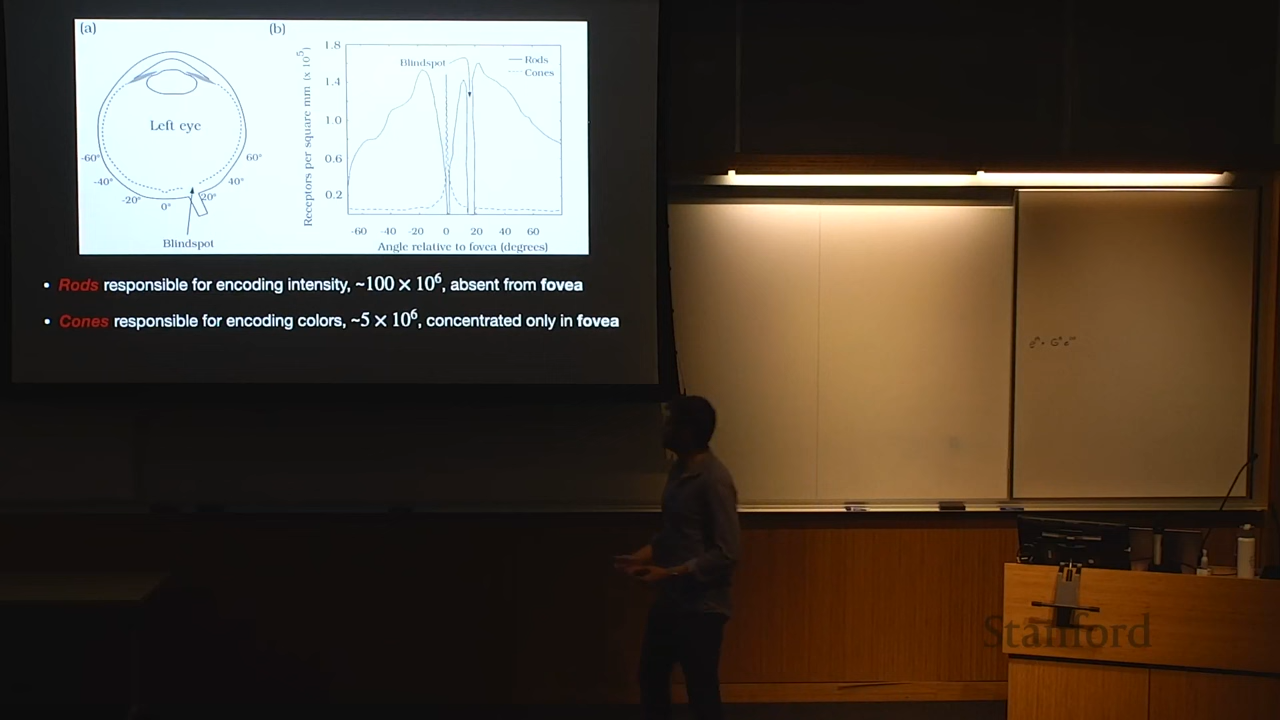 (a)
Left eye
-60°
-40°
-20°
0°
20°
40°
60°
Blindspot
(b)
Receptors per square mm (x 10⁵)
1.8
1.4
1.0
0.6
0.2
Blindspot
Rods
Cones
-60 -40 -20 0 20 40 60
Angle relative to fovea (degrees)
• Rods responsible for encoding intensity, ~100 × 10⁶, absent from fovea
• Cones responsible for encoding colors, ~5 × 10⁶, concentrated only in fovea
Stanford